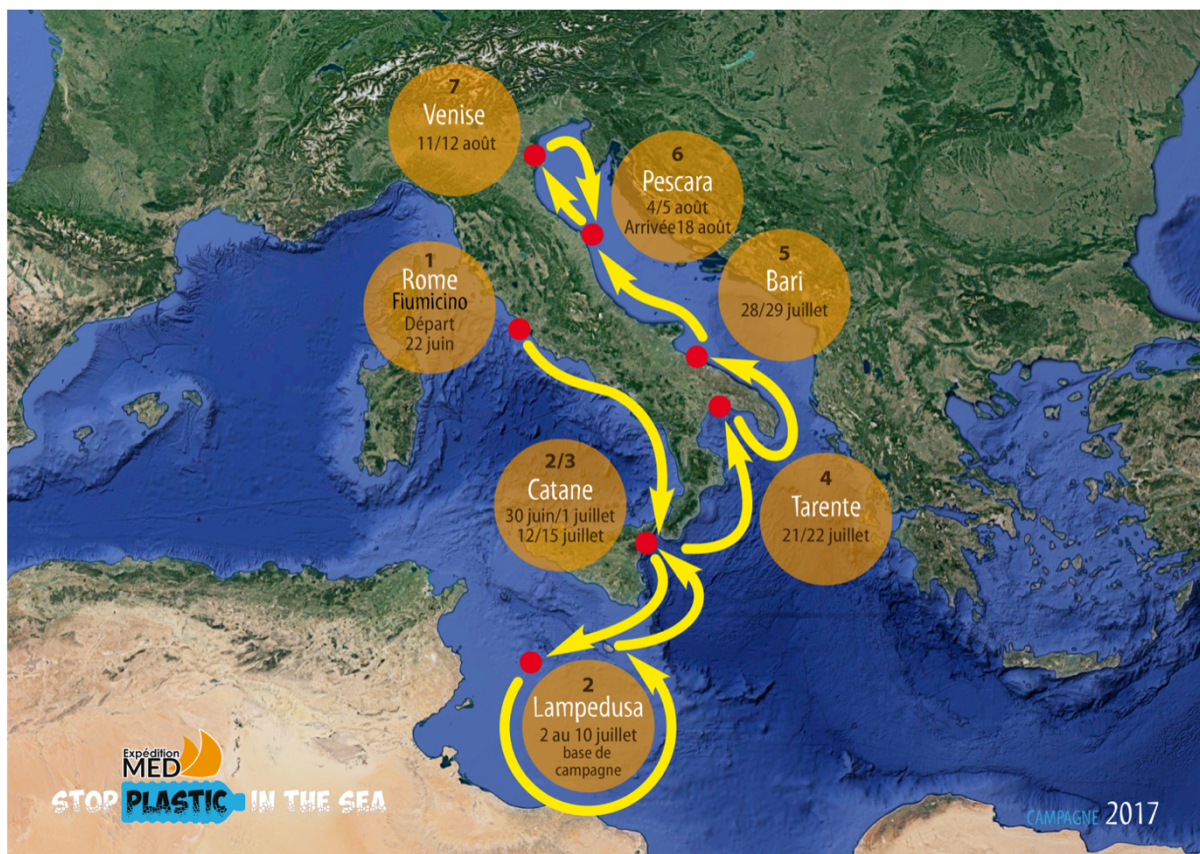 7
Venise
11/12 août
6
Pescara
4/5 août
Arrivée18 août
5
Bari
28/29 juillet
1
Rome
Fiumicino
Départ
22 juin
2/3
Catane
30 juin/1 juillet
12/15 juillet
4
Tarente
21/22 juillet
2
Lampedusa
2 au 10 juillet
base de
campagne
Expédition
MED
STOP PLASTIC IN THE SEA
CAMPAGNE 2017